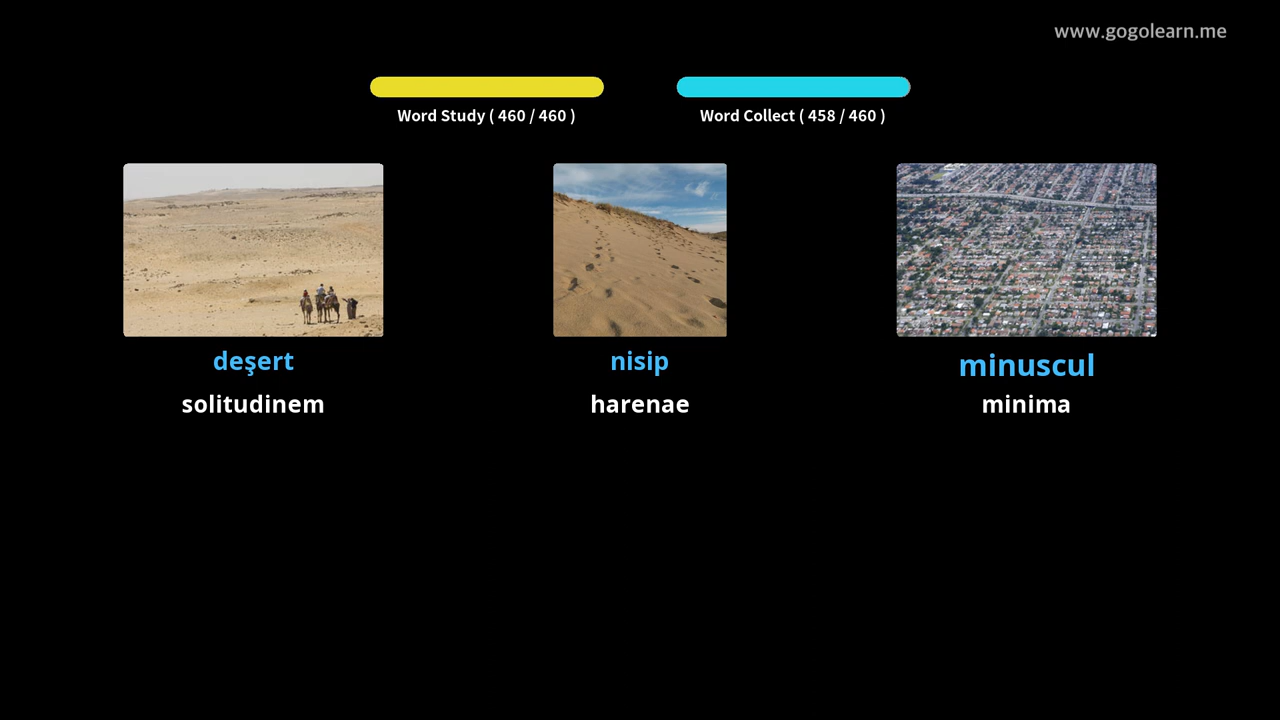 www.gogolearn.me
Word Study ( 460 / 460 )
Word Collect ( 458 / 460 )
deşert
nisip
minuscul
solitudinem
harenae
minima